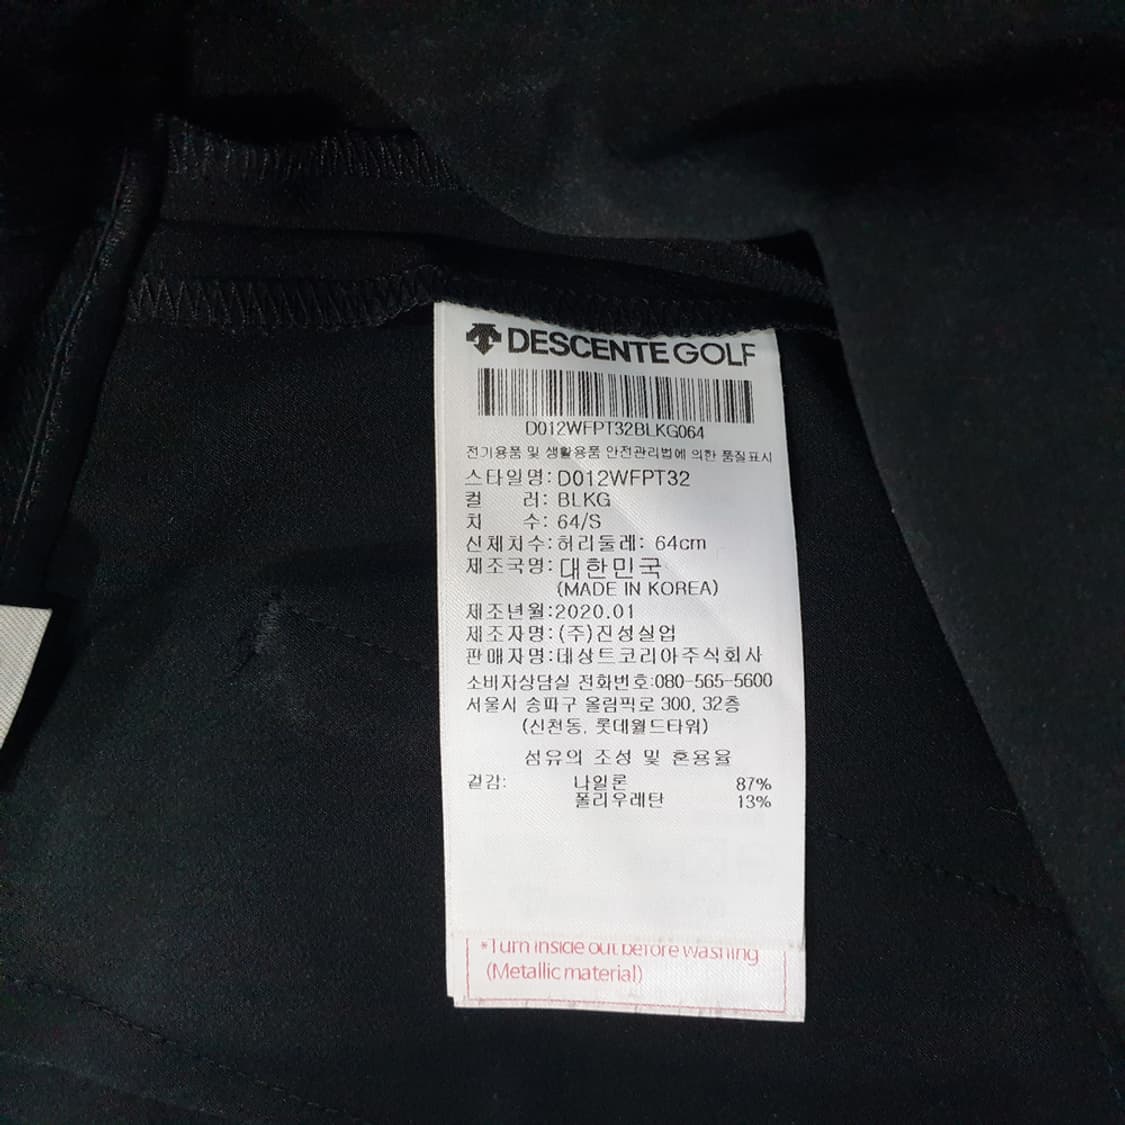 DESCENTE GOLF
D012WFPT32BLKG064
전기용품 및 생활용품 안전관리법에 의한 품질표시
스타일명: D012WFPT32
컬 러: BLKG
치 수: 64/S
신체치수: 허리둘레: 64cm
제조국명: 대한민국
(MADE IN KOREA)
제조년월: 2020.01
제조자명: (주)진성실업
판매자명: 데상트코리아주식회사
소비자상담실 전화번호:080-565-5600
서울시 송파구 올림픽로 300, 32층
(신천동, 롯데월드타워)
섬유의 조성 및 혼용율
겉감: 나일론 87%
폴리우레탄 13%
*Turn inside out before washing
(Metallic material)